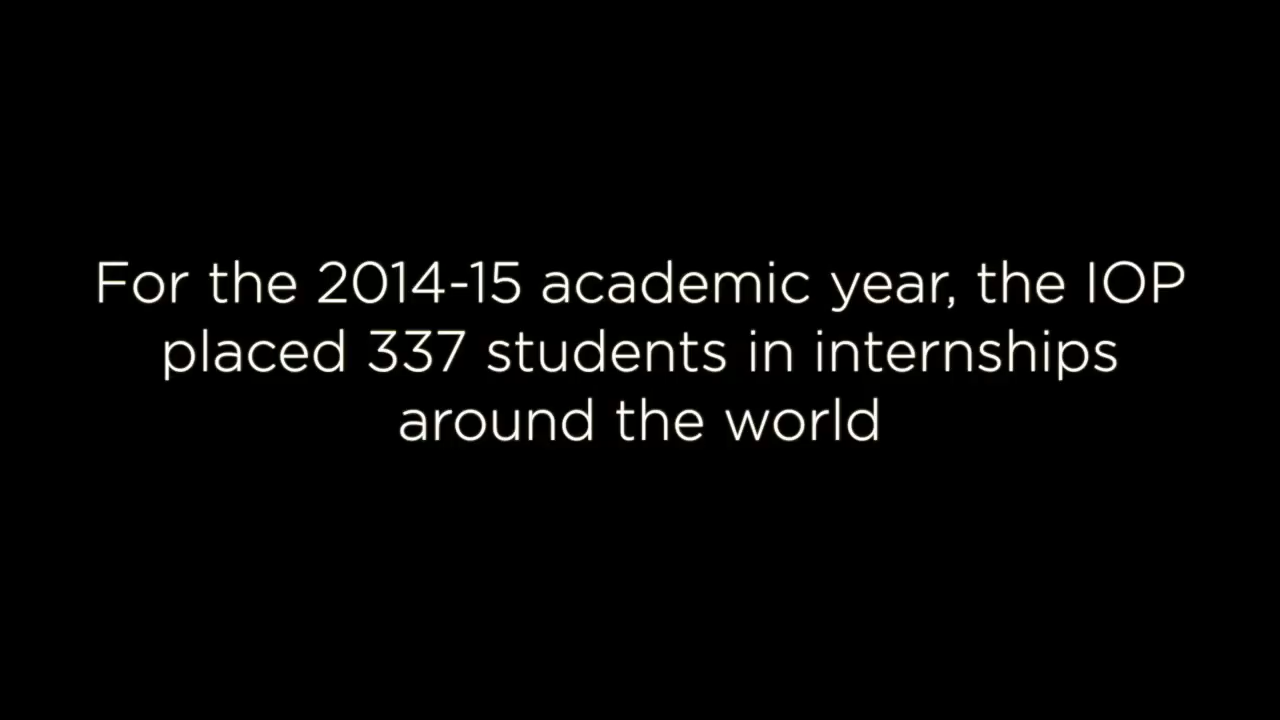 For the 2014-15 academic year, the IOP
placed 337 students in internships
around the world